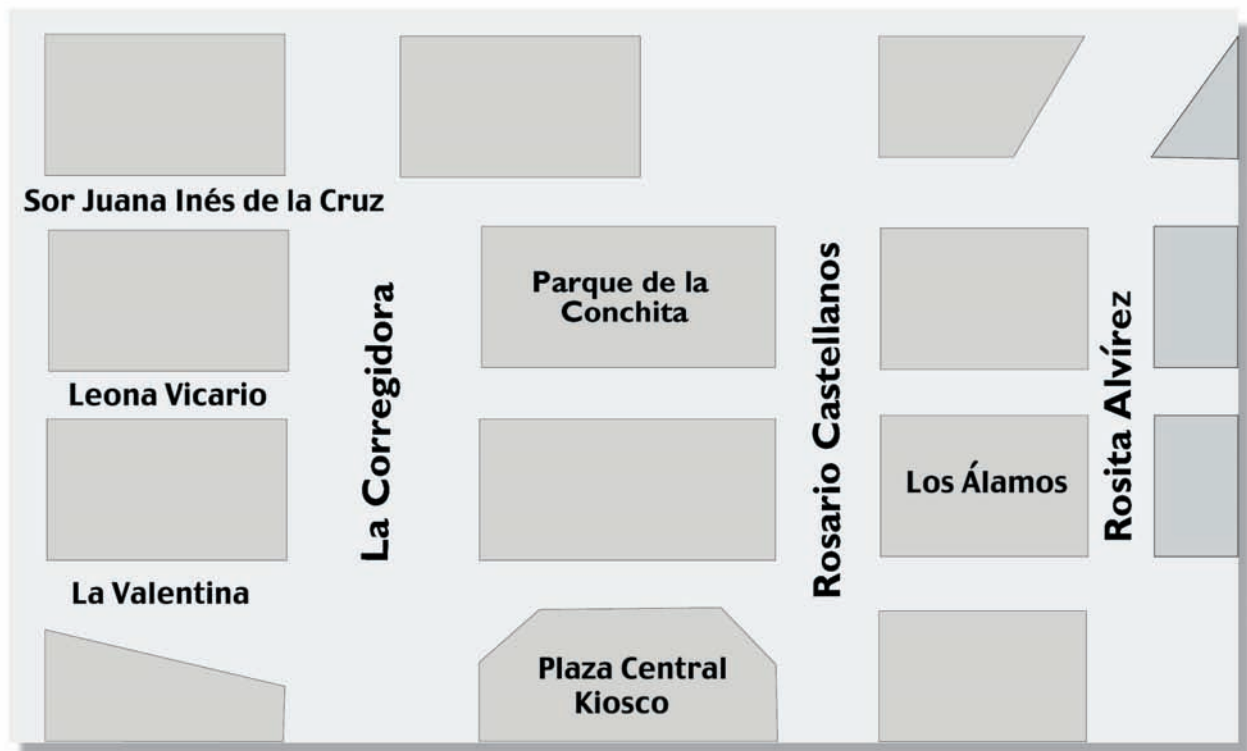 Sor Juana Inés de la Cruz
Parque de la
Conchita
Leona Vicario
La Corregidora
Rosario Castellanos
Rosita Alvírez
Los Álamos
La Valentina
Plaza Central
Kiosco